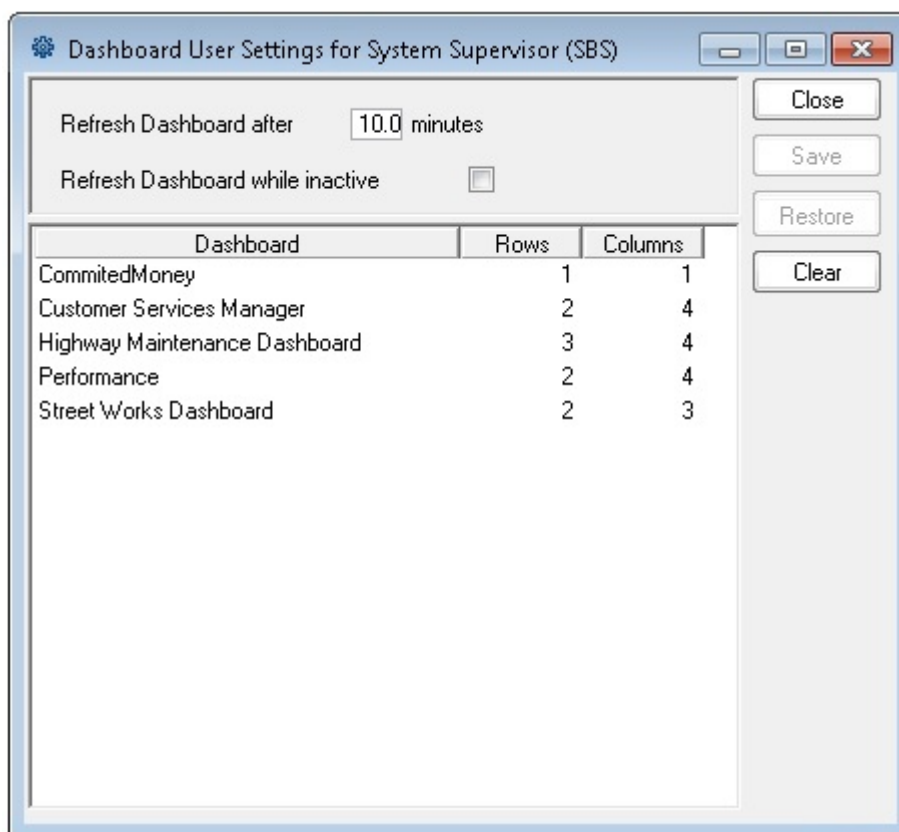 Dashboard User Settings for System Supervisor (SBS)
Refresh Dashboard after 10.0 minutes
Refresh Dashboard while inactive
Close
Save
Restore
Clear
Dashboard Rows Columns
CommitedMoney 1 1
Customer Services Manager 2 4
Highway Maintenance Dashboard 3 4
Performance 2 4
Street Works Dashboard 2 3